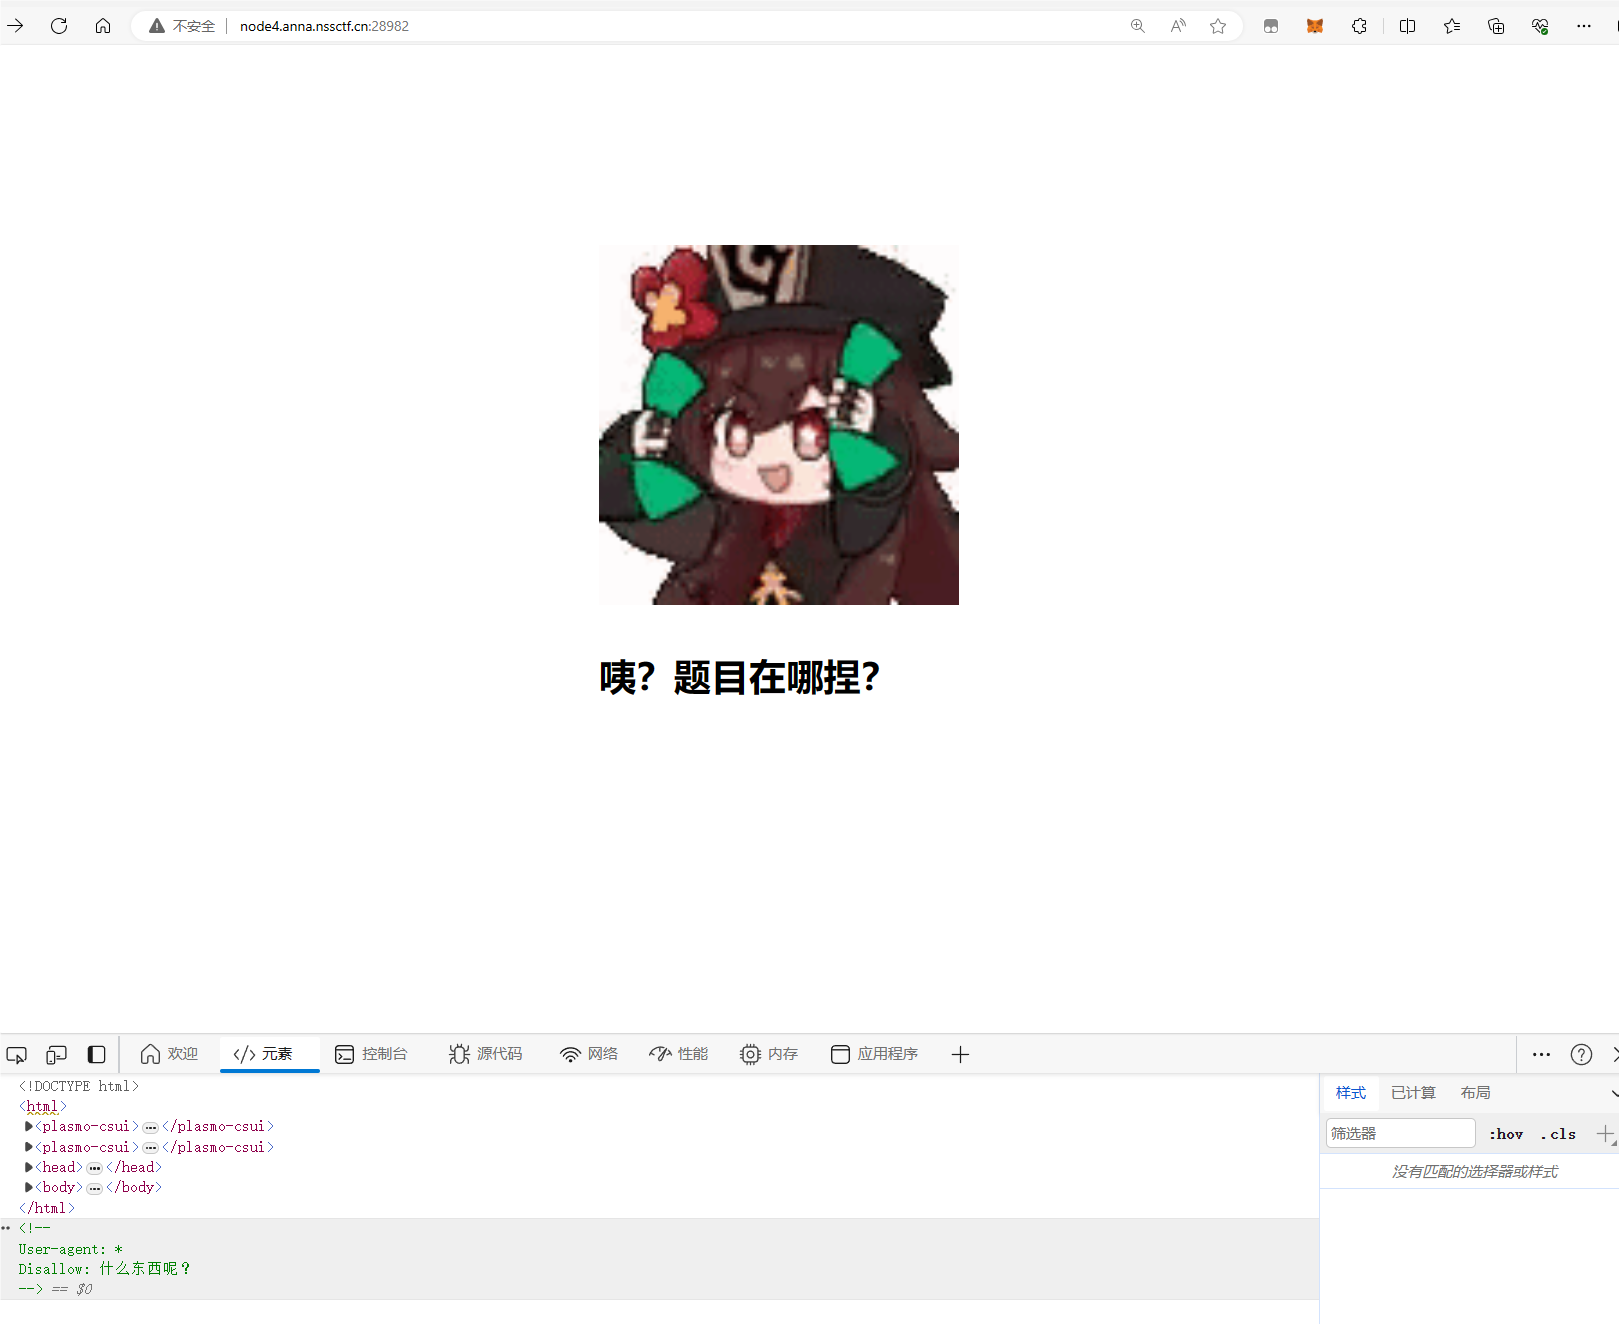 不安全 node4.anna.nssctf.cn:28982
咦？题目在哪捏？
欢迎 元素 控制台 源代码 网络 性能 内存 应用程序
<!DOCTYPE html>
<html>
<plasmo-csui>…</plasmo-csui>
<plasmo-csui>…</plasmo-csui>
<head>…</head>
<body>…</body>
</html>
<!--
User-agent: *
Disallow: 什么东西呢？
--> == $0
样式 已计算 布局
筛选器 :hov .cls
没有匹配的选择器或样式